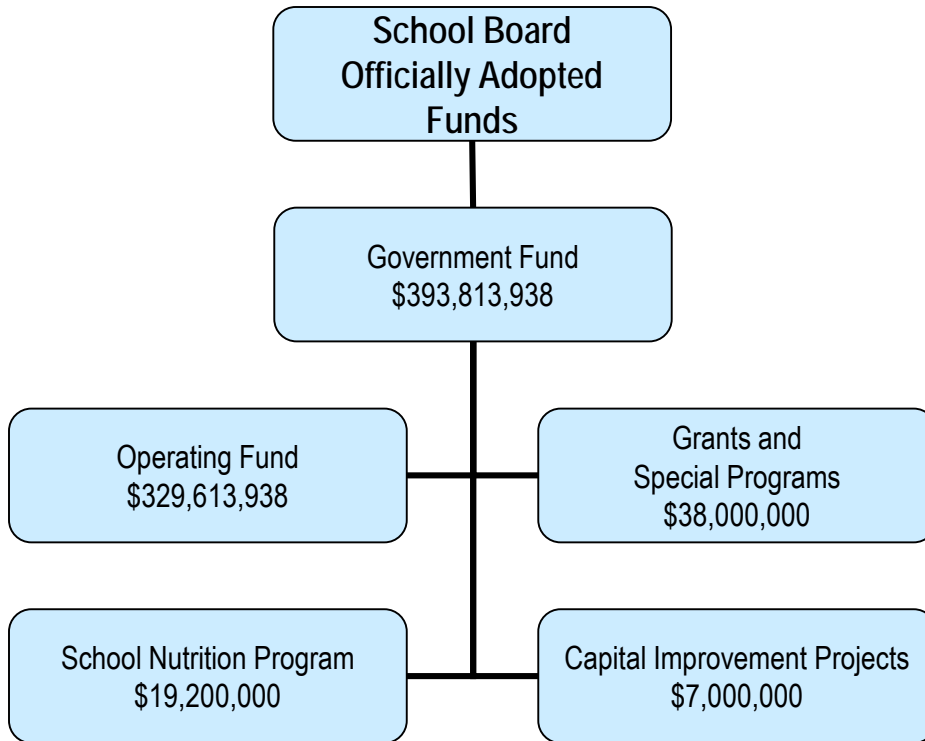 School Board
Officially Adopted
Funds
Government Fund
$393,813,938
Operating Fund
$329,613,938
Grants and
Special Programs
$38,000,000
School Nutrition Program
$19,200,000
Capital Improvement Projects
$7,000,000